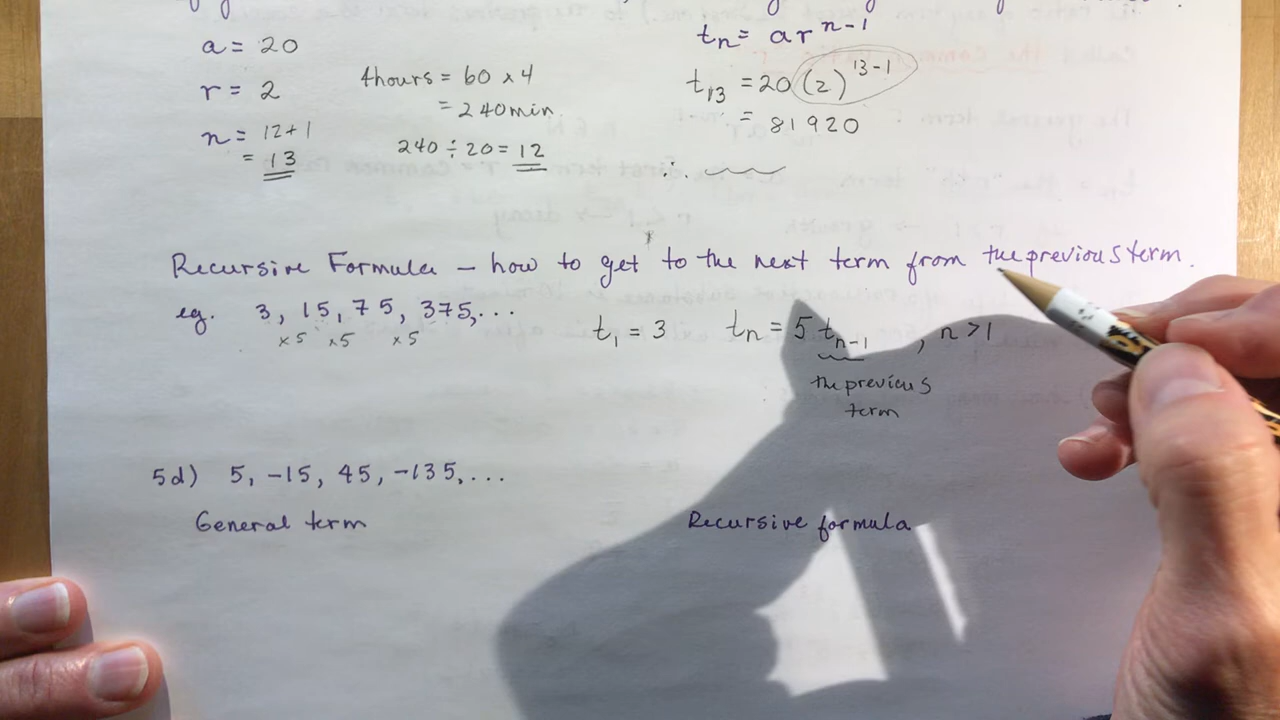 a = 20
r = 2
n = 12+1
= 13
4hours = 60 x 4
= 240min
240 ÷ 20 = 12
tn = ar^n-1
t13 = 20(2)^13-1
= 81920
∴
Recursive Formula – how to get to the next term from the previous term.
eg. 3, 15, 75, 375,...
x5 x5 x5
t1 = 3 tn = 5 tn-1 , n > 1
the previous
term
5d) 5, -15, 45, -135,...
General term
Recursive formula